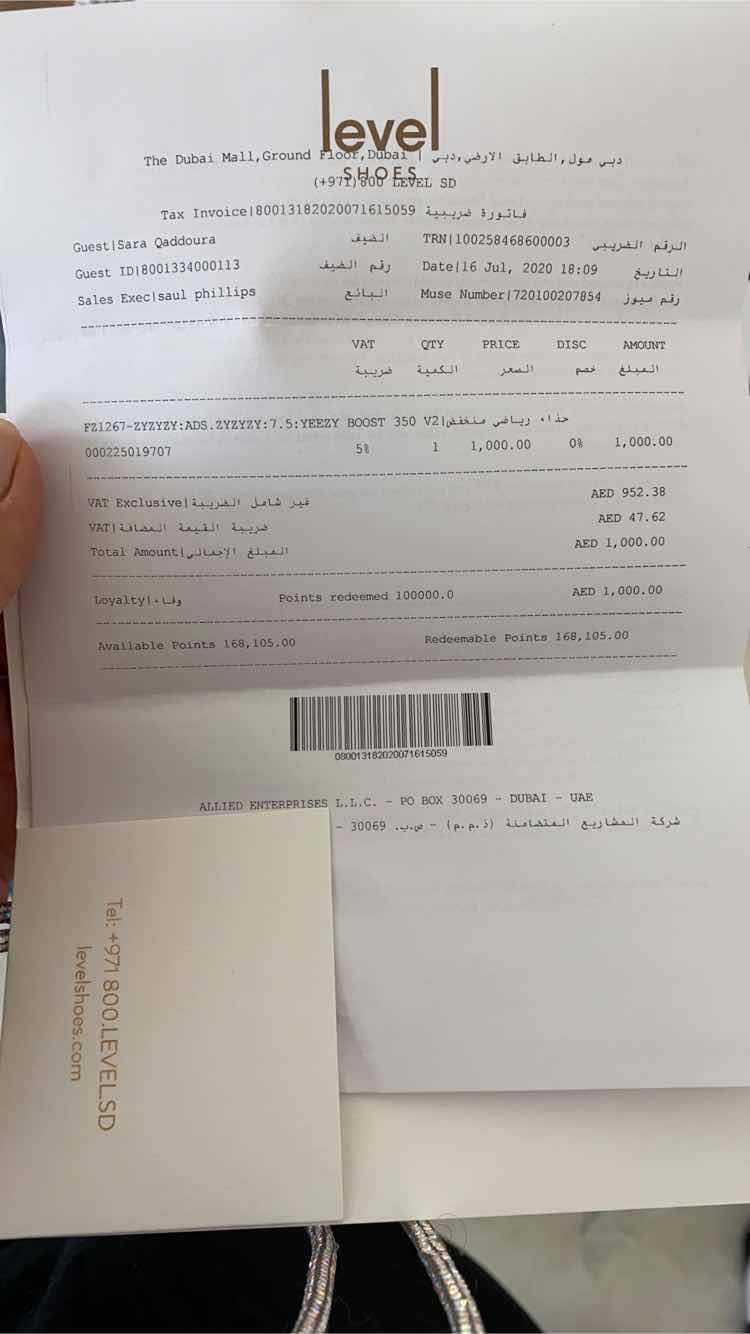 level
The Dubai Mall,Ground Floor,Dubai | دبي مول,الطابق الارضي,دبي
SHOES
(+971)800 LEVEL SD
Tax Invoice|80013182020071615059 فاتورة ضريبية
Guest|Sara Qaddoura الضيف TRN|100258468600003 الرقم الضريبي
Guest ID|8001334000113 رقم الضيف Date|16 Jul, 2020 18:09 التاريخ
Sales Exec|saul phillips البائع Muse Number|720100207854 رقم ميوز
VAT QTY PRICE DISC AMOUNT
ضريبة الكمية السعر خصم المبلغ
FZ1267-ZYZYZY:ADS.ZYZYZY:7.5:YEEZY BOOST 350 V2|حذاء رياضي منخفض
000225019707 5% 1 1,000.00 0% 1,000.00
VAT Exclusive|غير شامل الضريبة AED 952.38
VAT|ضريبة القيمة المضافة AED 47.62
Total Amount|المبلغ الإجمالي AED 1,000.00
Loyalty|وفاء Points redeemed 100000.0 AED 1,000.00
Available Points 168,105.00 Redeemable Points 168,105.00
080013182020071615059
ALLIED ENTERPRISES L.L.C. - PO BOX 30069 - DUBAI - UAE
شركة المشاريع المتضامنة (ذ.م.م) - ص.ب. 30069 -
Tel: +971 800.LEVEL.SD
levelshoes.com